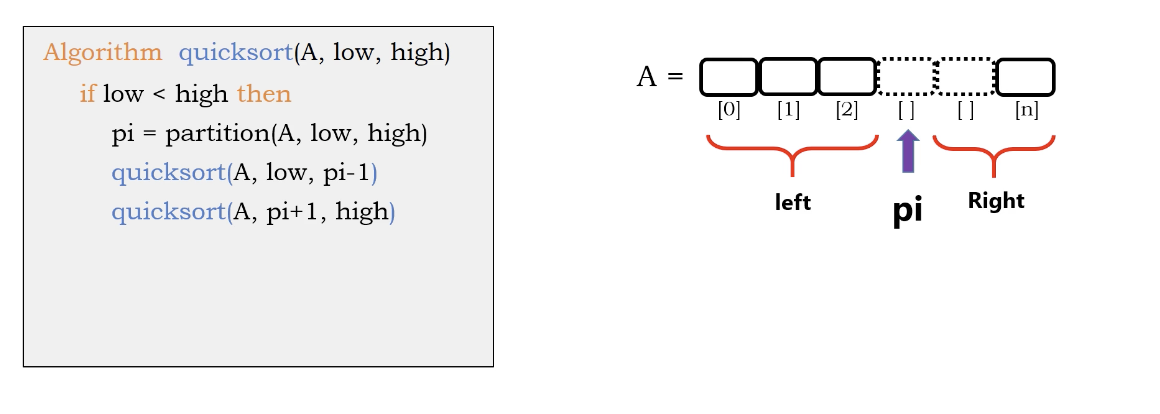 Algorithm quicksort(A, low, high)
if low < high then
pi = partition(A, low, high)
quicksort(A, low, pi-1)
quicksort(A, pi+1, high)
A =
[0] [1] [2] [ ] [ ] [n]
left pi Right